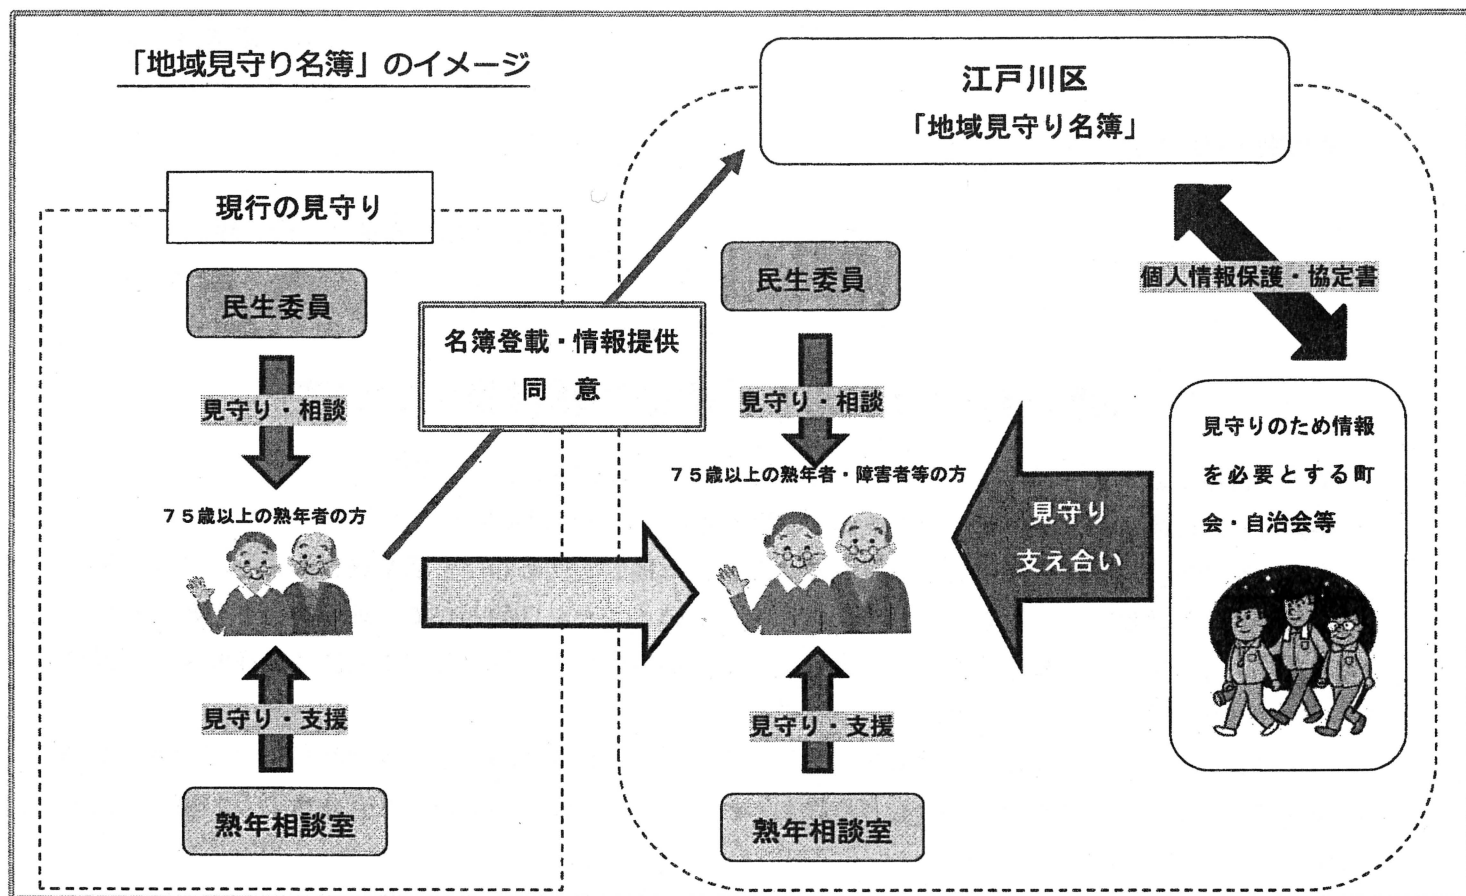 「地域見守り名簿」のイメージ
現行の見守り
民生委員
見守り・相談
75歳以上の熟年者の方
見守り・支援
熟年相談室
名簿登載・情報提供
同 意
江戸川区
「地域見守り名簿」
民生委員
見守り・相談
75歳以上の熟年者・障害者等の方
見守り・支援
熟年相談室
見守り
支え合い
個人情報保護・協定書
見守りのため情報
を必要とする町
会・自治会等